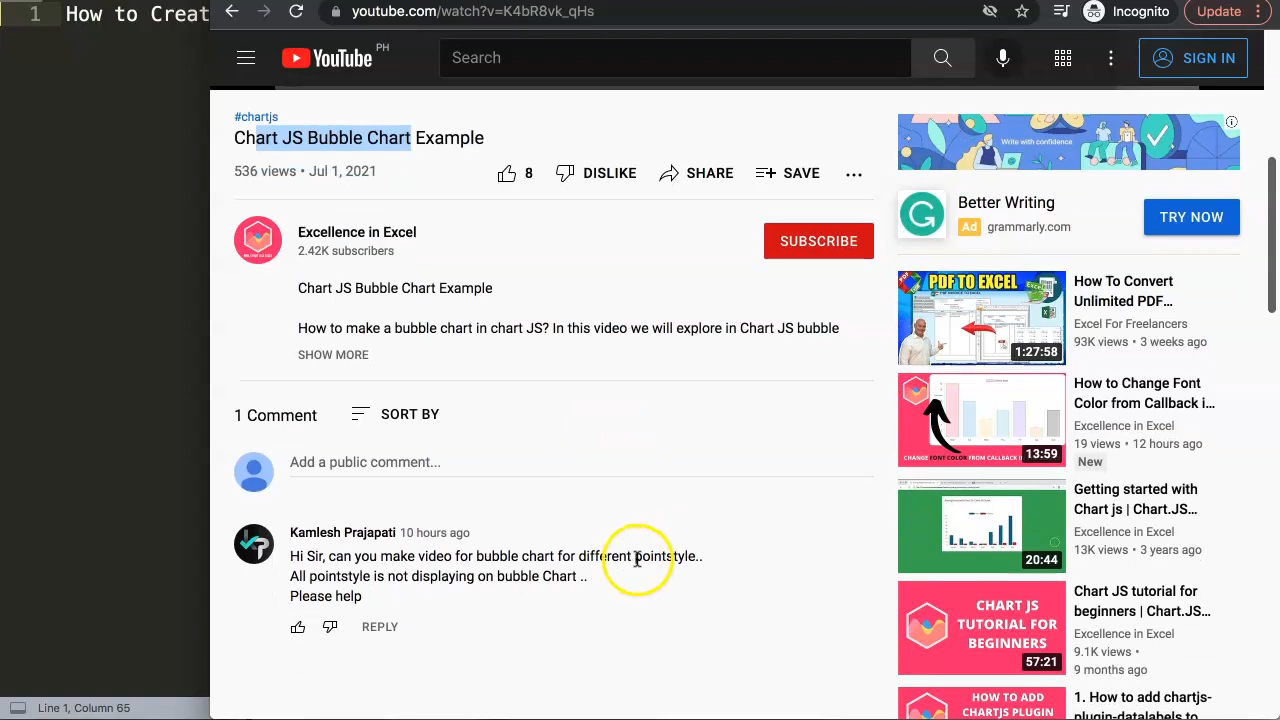 1 How to Creat
youtube.com/watch?v=K4bR8vk_qHs
Incognito
Update
YouTube PH
Search
SIGN IN
#chartjs
Chart JS Bubble Chart Example
536 views • Jul 1, 2021
8
DISLIKE
SHARE
SAVE
Excellence in Excel
2.42K subscribers
SUBSCRIBE
Chart JS Bubble Chart Example
How to make a bubble chart in chart JS? In this video we will explore in Chart JS bubble
SHOW MORE
1 Comment
SORT BY
Add a public comment...
Kamlesh Prajapati 10 hours ago
Hi Sir, can you make video for bubble chart for different pointstyle..
All pointstyle is not displaying on bubble Chart ..
Please help
REPLY
Write with confidence
Better Writing
Ad grammarly.com
TRY NOW
PDF TO EXCEL
1:27:58
How To Convert
Unlimited PDF…
Excel For Freelancers
93K views • 3 weeks ago
CHANGE FONT COLOR FROM CALLBACK I
13:59
How to Change Font
Color from Callback i…
Excellence in Excel
19 views • 12 hours ago
New
20:44
Getting started with
Chart js | Chart.JS…
Excellence in Excel
13K views • 3 years ago
CHART JS
TUTORIAL FOR
BEGINNERS
57:21
Chart JS tutorial for
beginners | Chart.JS…
Excellence in Excel
9.1K views •
9 months ago
HOW TO ADD
CHARTJS PLUGIN
1. How to add chartjs-
plugin-datalabels to
Line 1, Column 65